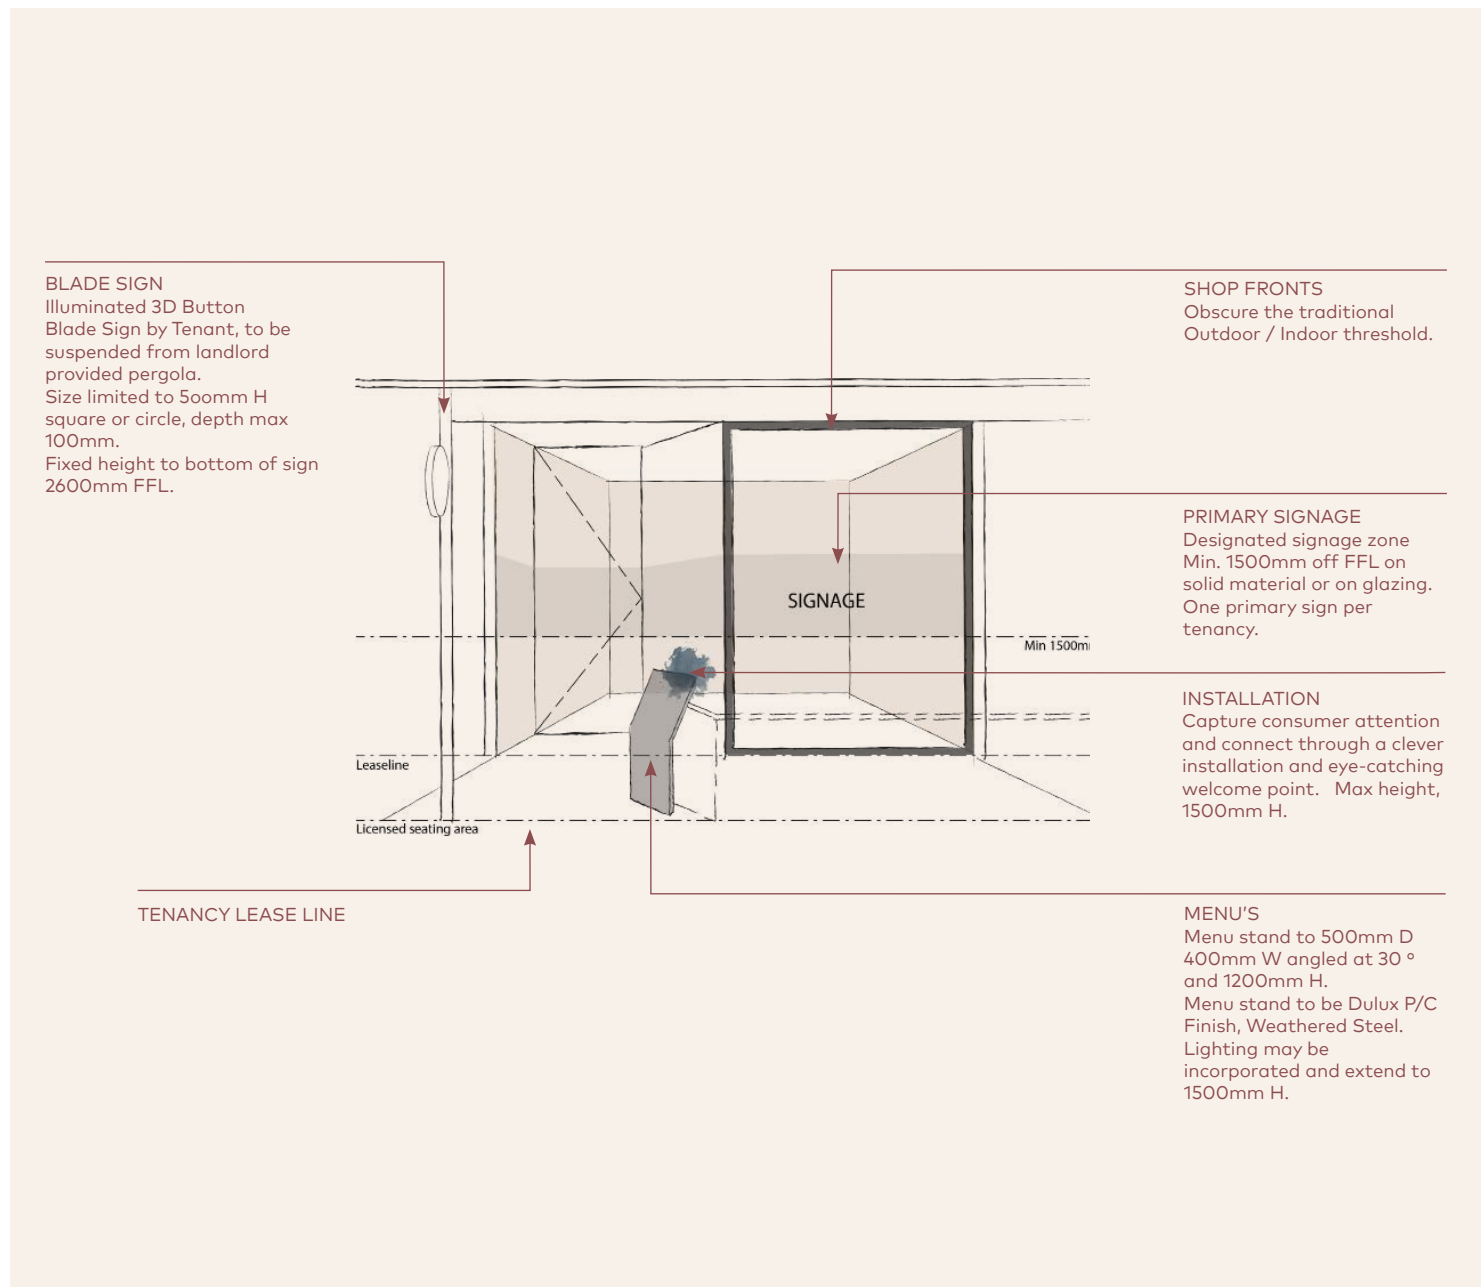 BLADE SIGN
Illuminated 3D Button
Blade Sign by Tenant, to be
suspended from landlord
provided pergola.
Size limited to 5oomm H
square or circle, depth max
100mm.
Fixed height to bottom of sign
2600mm FFL.
SHOP FRONTS
Obscure the traditional
Outdoor / Indoor threshold.
PRIMARY SIGNAGE
Designated signage zone
Min. 1500mm off FFL on
solid material or on glazing.
One primary sign per
tenancy.
SIGNAGE
Min 1500m
INSTALLATION
Capture consumer attention
and connect through a clever
installation and eye-catching
welcome point. Max height,
1500mm H.
Leaseline
Licensed seating area
TENANCY LEASE LINE
MENU'S
Menu stand to 500mm D
400mm W angled at 30 °
and 1200mm H.
Menu stand to be Dulux P/C
Finish, Weathered Steel.
Lighting may be
incorporated and extend to
1500mm H.